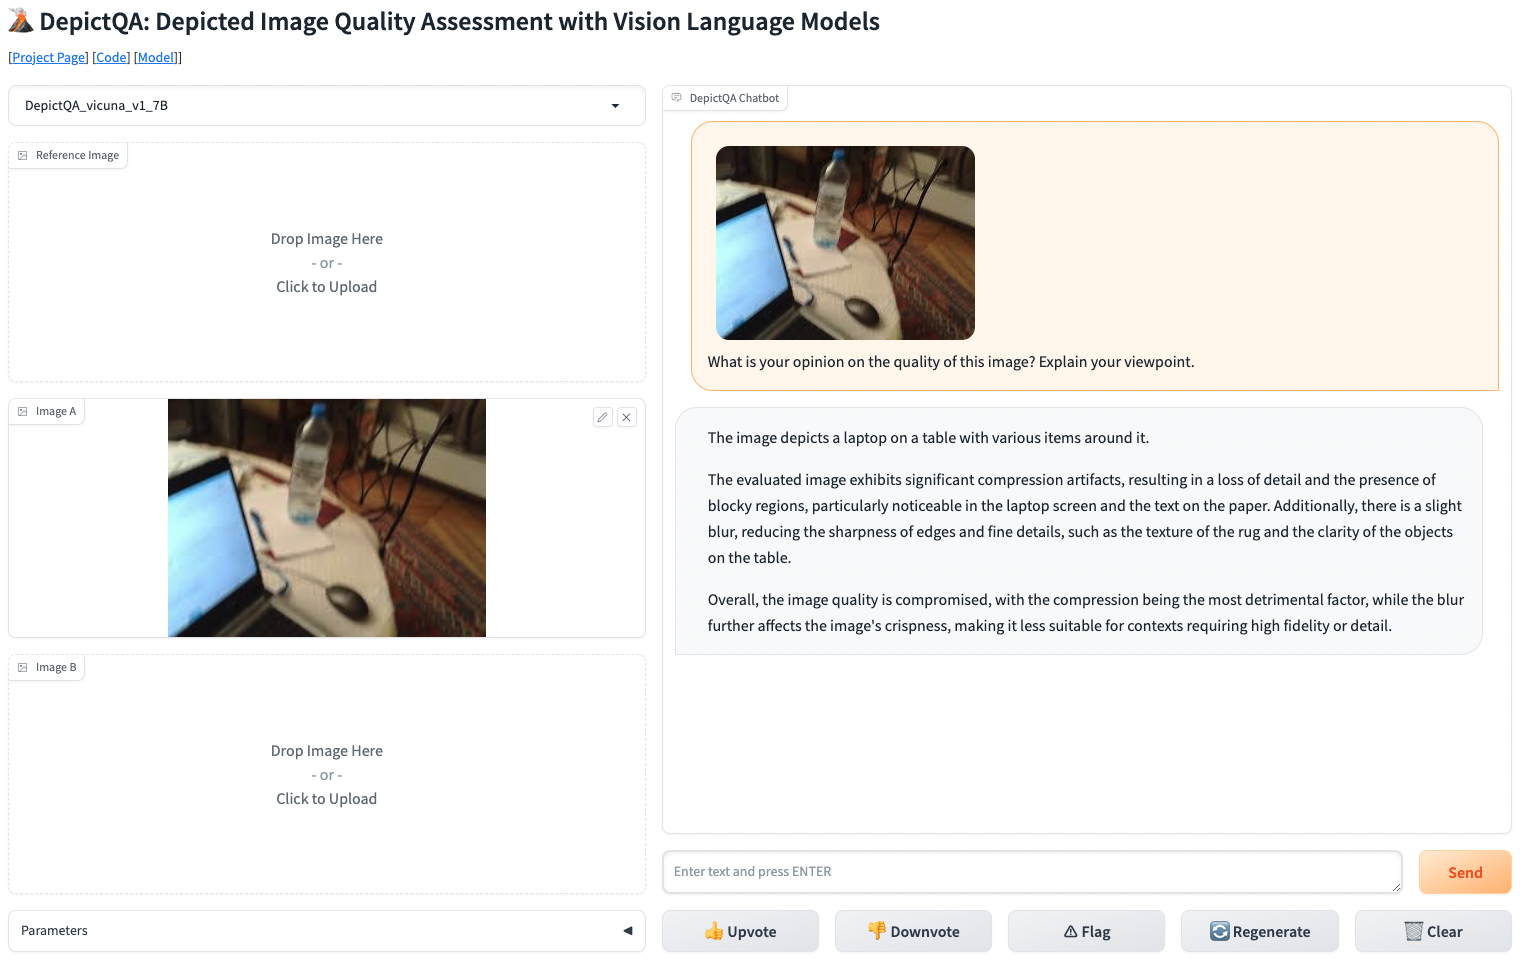 DepictQA: Depicted Image Quality Assessment with Vision Language Models
[Project Page] [Code] [Model]]
DepictQA_vicuna_v1_7B
Reference Image
Drop Image Here
- or -
Click to Upload
Image A
Image B
Drop Image Here
- or -
Click to Upload
Parameters
DepictQA Chatbot
What is your opinion on the quality of this image? Explain your viewpoint.
The image depicts a laptop on a table with various items around it.
The evaluated image exhibits significant compression artifacts, resulting in a loss of detail and the presence of
blocky regions, particularly noticeable in the laptop screen and the text on the paper. Additionally, there is a slight
blur, reducing the sharpness of edges and fine details, such as the texture of the rug and the clarity of the objects
on the table.
Overall, the image quality is compromised, with the compression being the most detrimental factor, while the blur
further affects the image's crispness, making it less suitable for contexts requiring high fidelity or detail.
Enter text and press ENTER
Send
Upvote
Downvote
Flag
Regenerate
Clear